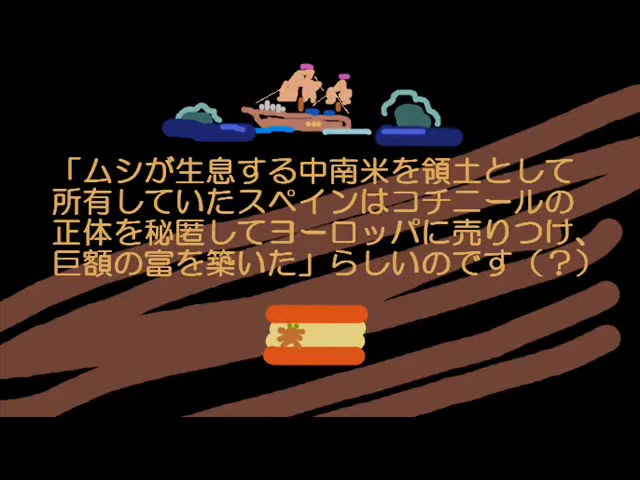 「ムシが生息する中南米を領土として
所有していたスペインはコチニールの
正体を秘匿してヨーロッパに売りつけ、
巨額の富を築いた」らしいのです（？）